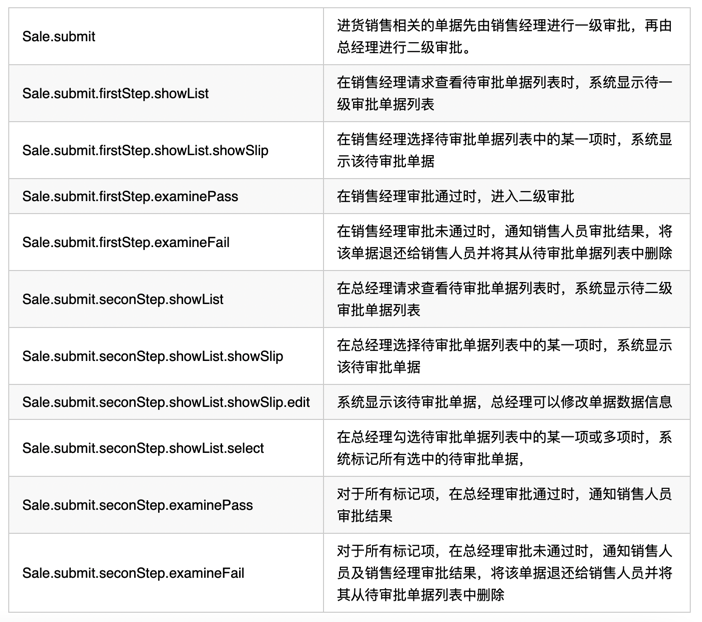 Sale.submit
进货销售相关的单据先由销售经理进行一级审批，再由
总经理进行二级审批。
Sale.submit.firstStep.showList
在销售经理请求查看待审批单据列表时，系统显示待一
级审批单据列表
Sale.submit.firstStep.showList.showSlip
在销售经理选择待审批单据列表中的某一项时，系统显
示该待审批单据
Sale.submit.firstStep.examinePass
在销售经理审批通过时，进入二级审批
Sale.submit.firstStep.examineFail
在销售经理审批未通过时，通知销售人员审批结果，将
该单据退还给销售人员并将其从待审批单据列表中删除
Sale.submit.seconStep.showList
在总经理请求查看待审批单据列表时，系统显示待二级
审批单据列表
Sale.submit.seconStep.showList.showSlip
在总经理选择待审批单据列表中的某一项时，系统显示
该待审批单据
Sale.submit.seconStep.showList.showSlip.edit
系统显示该待审批单据，总经理可以修改单据数据信息
Sale.submit.seconStep.showList.select
在总经理勾选待审批单据列表中的某一项或多项时，系
统标记所有选中的待审批单据，
Sale.submit.seconStep.examinePass
对于所有标记项，在总经理审批通过时，通知销售人员
审批结果
Sale.submit.seconStep.examineFail
对于所有标记项，在总经理审批未通过时，通知销售人
员及销售经理审批结果，将该单据退还给销售人员并将
其从待审批单据列表中删除